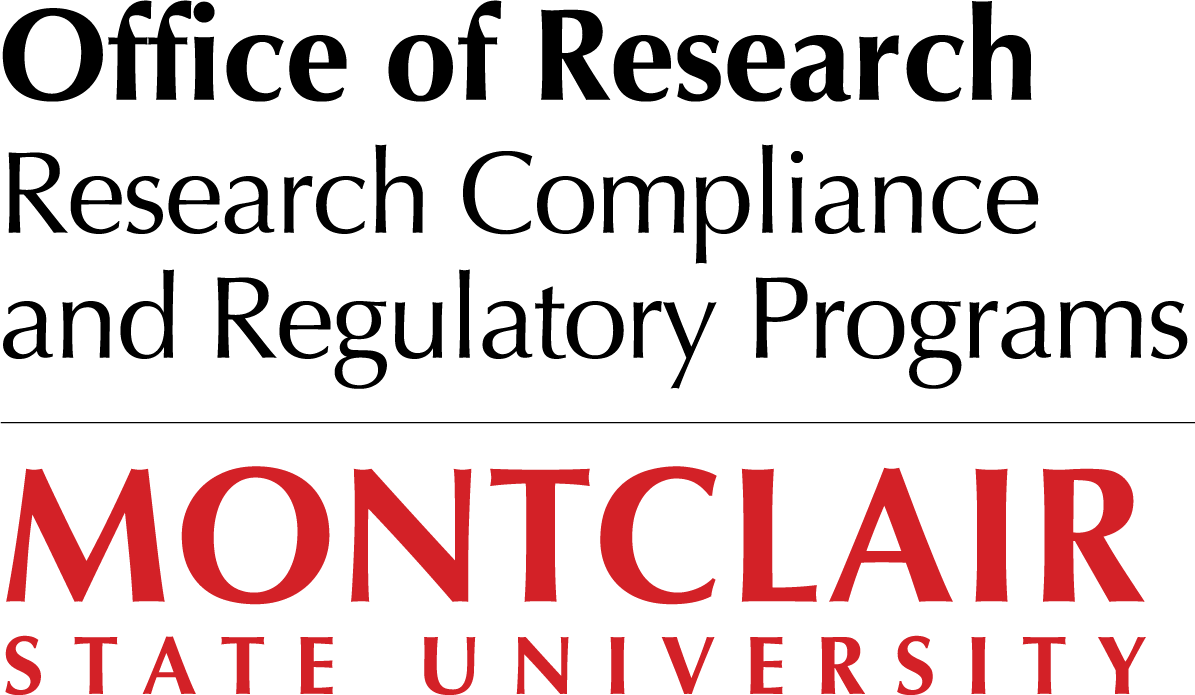 Office of Research
Research Compliance
and Regulatory Programs
MONTCLAIR
STATE UNIVERSITY